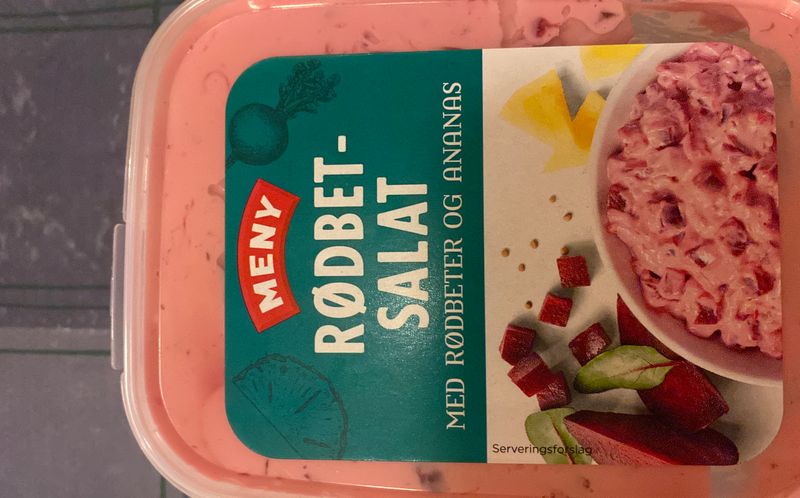 MENY
RØDBET-
SALAT
MED RØDBETER OG ANANAS
Serveringsforslag